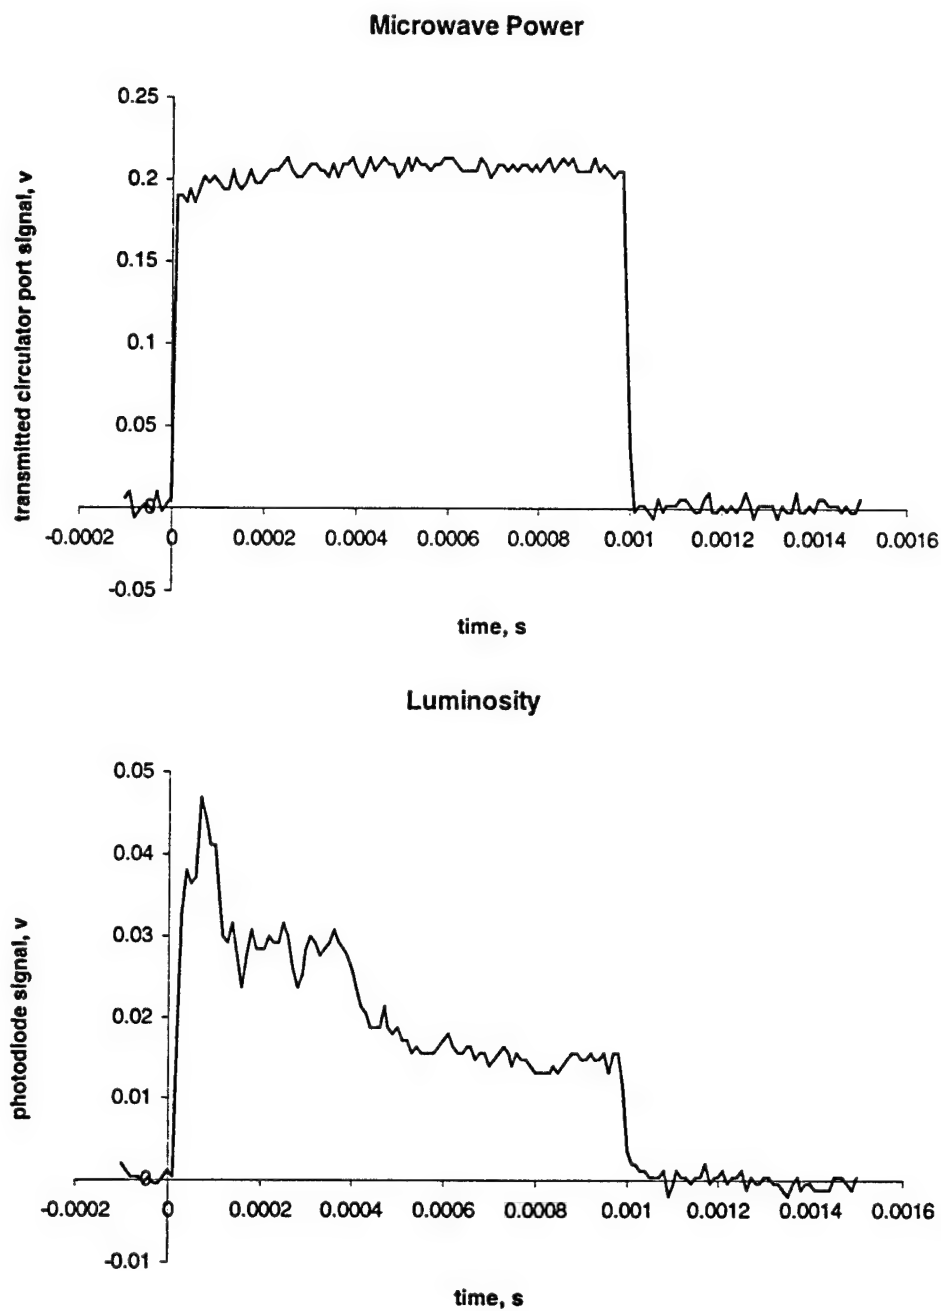 Microwave Power
transmitted circulator port signal, v
0.25
0.2
0.15
0.1
0.05
0
-0.05
-0.0002 0 0.0002 0.0004 0.0006 0.0008 0.001 0.0012 0.0014 0.0016
time, s
Luminosity
photodiode signal, v
0.05
0.04
0.03
0.02
0.01
0
-0.01
-0.0002 0 0.0002 0.0004 0.0006 0.0008 0.001 0.0012 0.0014 0.0016
time, s